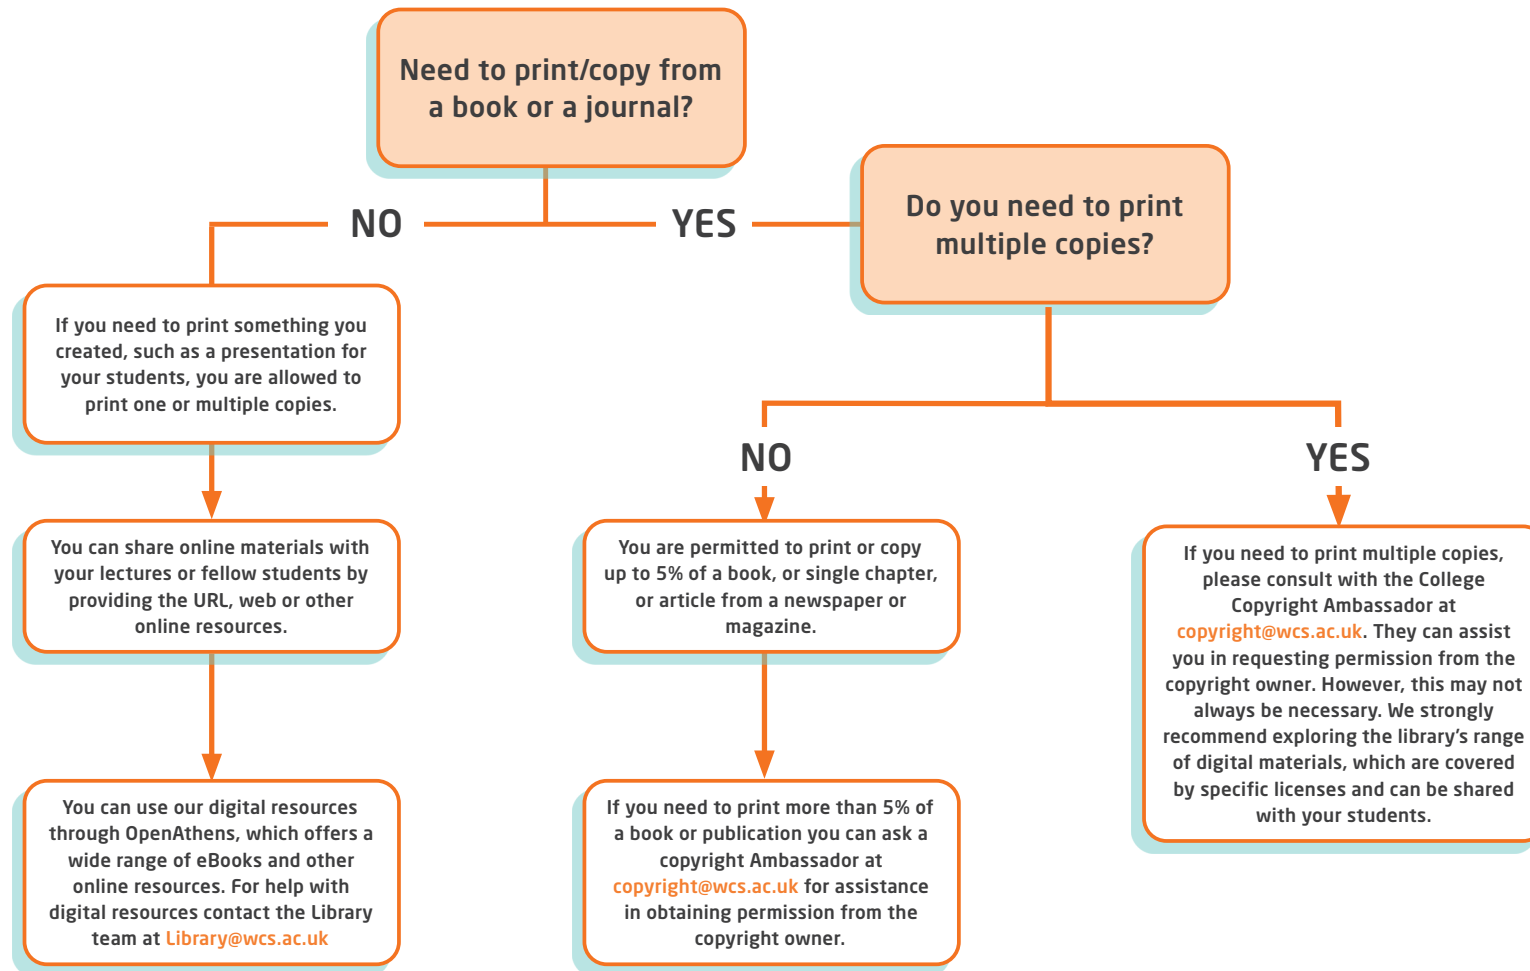 Need to print/copy from
a book or a journal?
NO
YES
Do you need to print
multiple copies?
If you need to print something you
created, such as a presentation for
your students, you are allowed to
print one or multiple copies.
You can share online materials with
your lectures or fellow students by
providing the URL, web or other
online resources.
You can use our digital resources
through OpenAthens, which offers a
wide range of eBooks and other
online resources. For help with
digital resources contact the Library
team at Library@wcs.ac.uk
NO
You are permitted to print or copy
up to 5% of a book, or single chapter,
or article from a newspaper or
magazine.
If you need to print more than 5% of
a book or publication you can ask a
copyright Ambassador at
copyright@wcs.ac.uk for assistance
in obtaining permission from the
copyright owner.
YES
If you need to print multiple copies,
please consult with the College
Copyright Ambassador at
copyright@wcs.ac.uk. They can assist
you in requesting permission from the
copyright owner. However, this may not
always be necessary. We strongly
recommend exploring the library's range
of digital materials, which are covered
by specific licenses and can be shared
with your students.